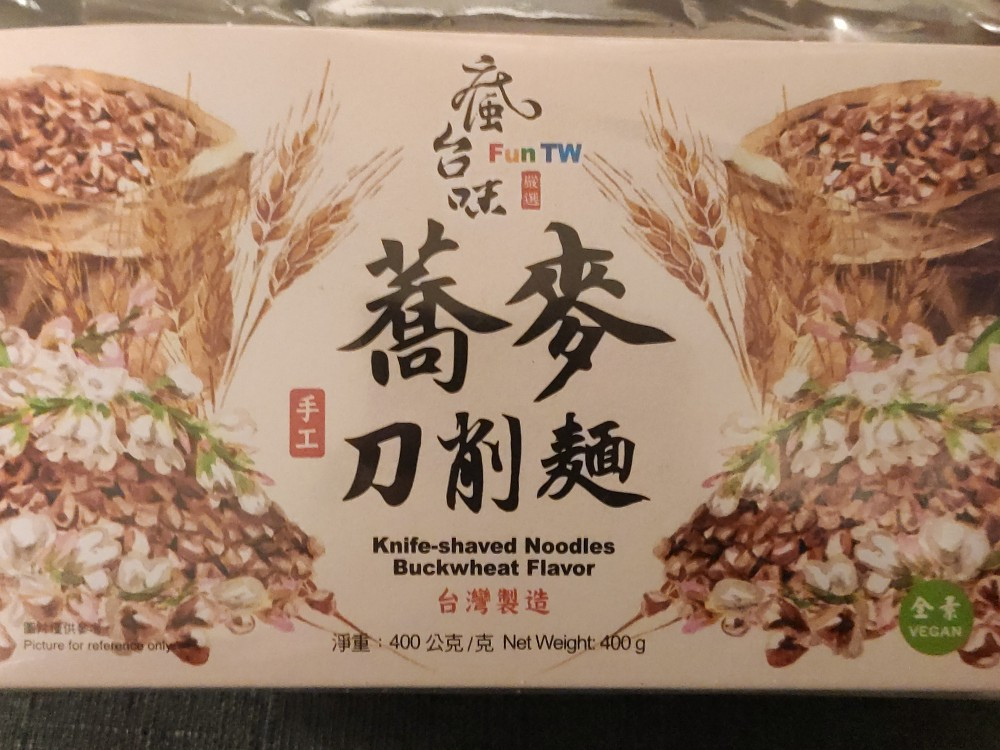 瘋台味
Fun TW
嚴選
蕎麥
手工
刀削麵
Knife-shaved Noodles
Buckwheat Flavor
台灣製造
淨重：400 公克/克 Net Weight: 400 g
圖片僅供參考
Picture for reference only
全素
VEGAN